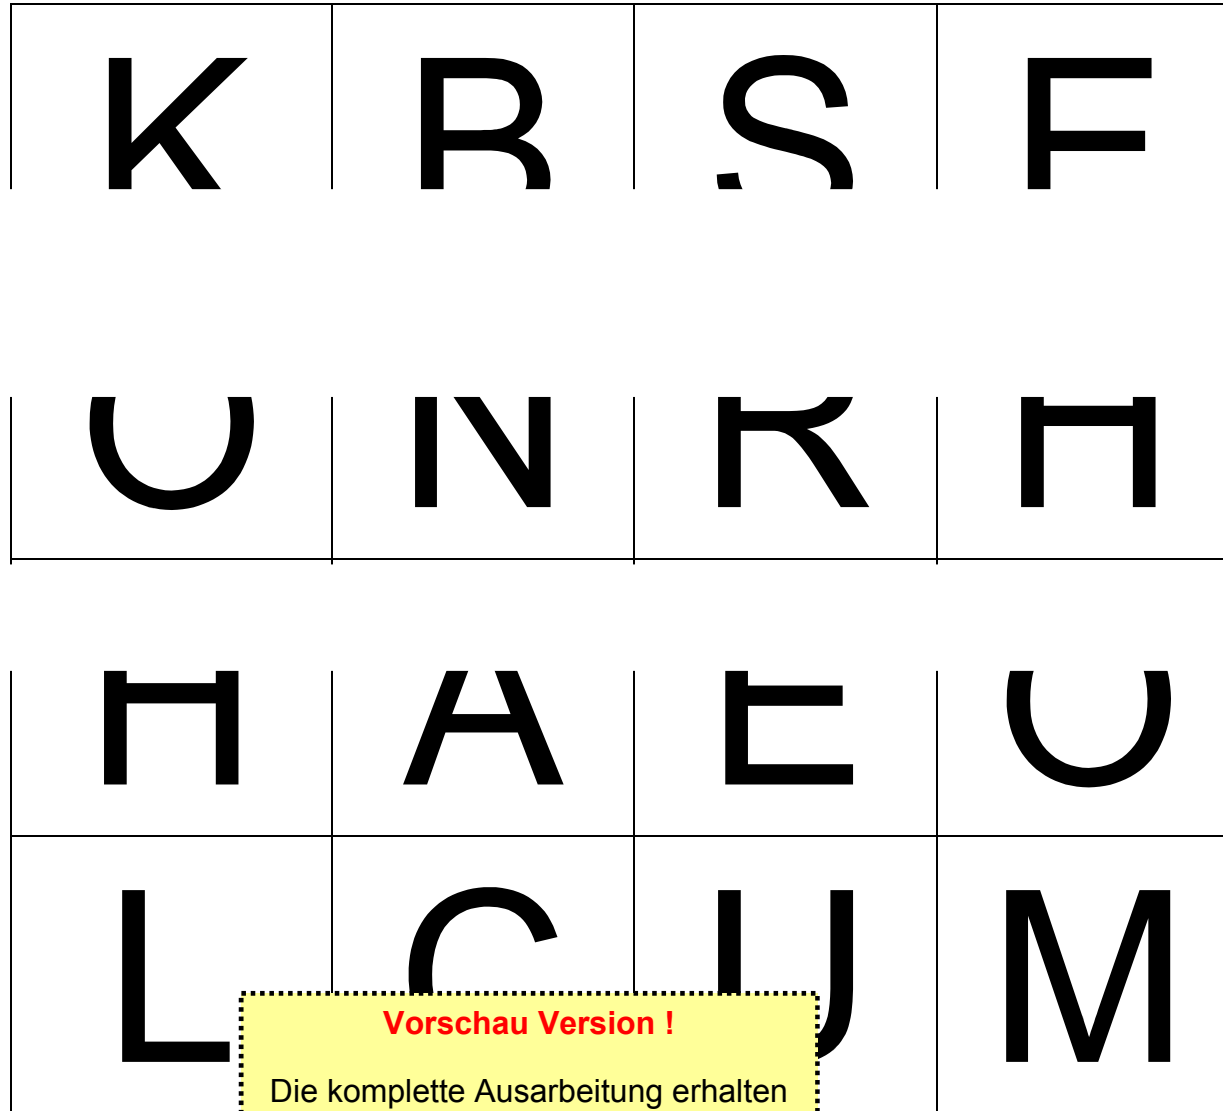 K B S E
O N R H
H A E O
L C U M
Vorschau Version !
Die komplette Ausarbeitung erhalten